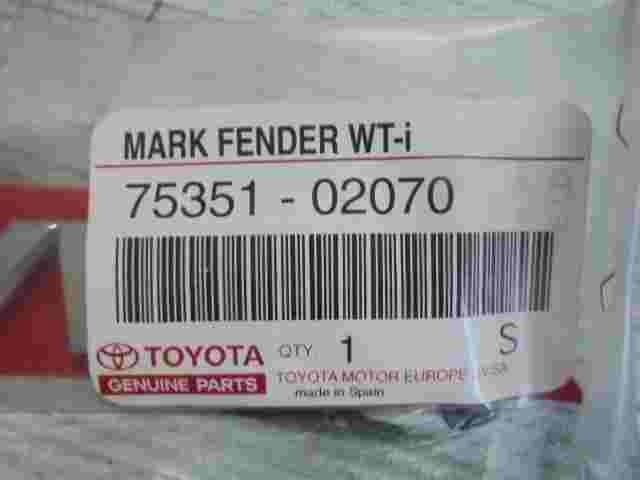 MARK FENDER WT-i
75351 - 02070
TOYOTA QTY 1 S
GENUINE PARTS TOYOTA MOTOR EUROPE
made in Spain